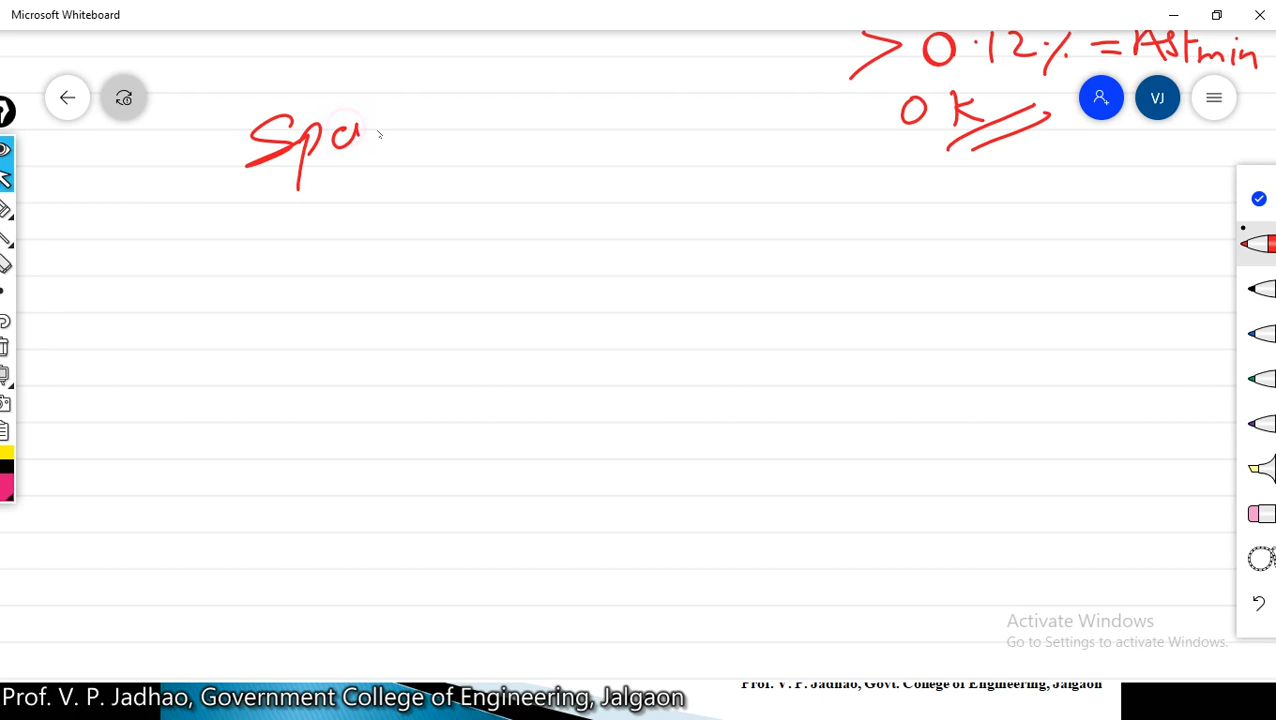 Microsoft Whiteboard
> 0.12% = Astmin
OK
VJ
Spa
Activate Windows
Go to Settings to activate Windows.
Prof. V. P. Jadhao, Govt. College of Engineering, Jalgaon
Prof. V. P. Jadhao, Government College of Engineering, Jalgaon